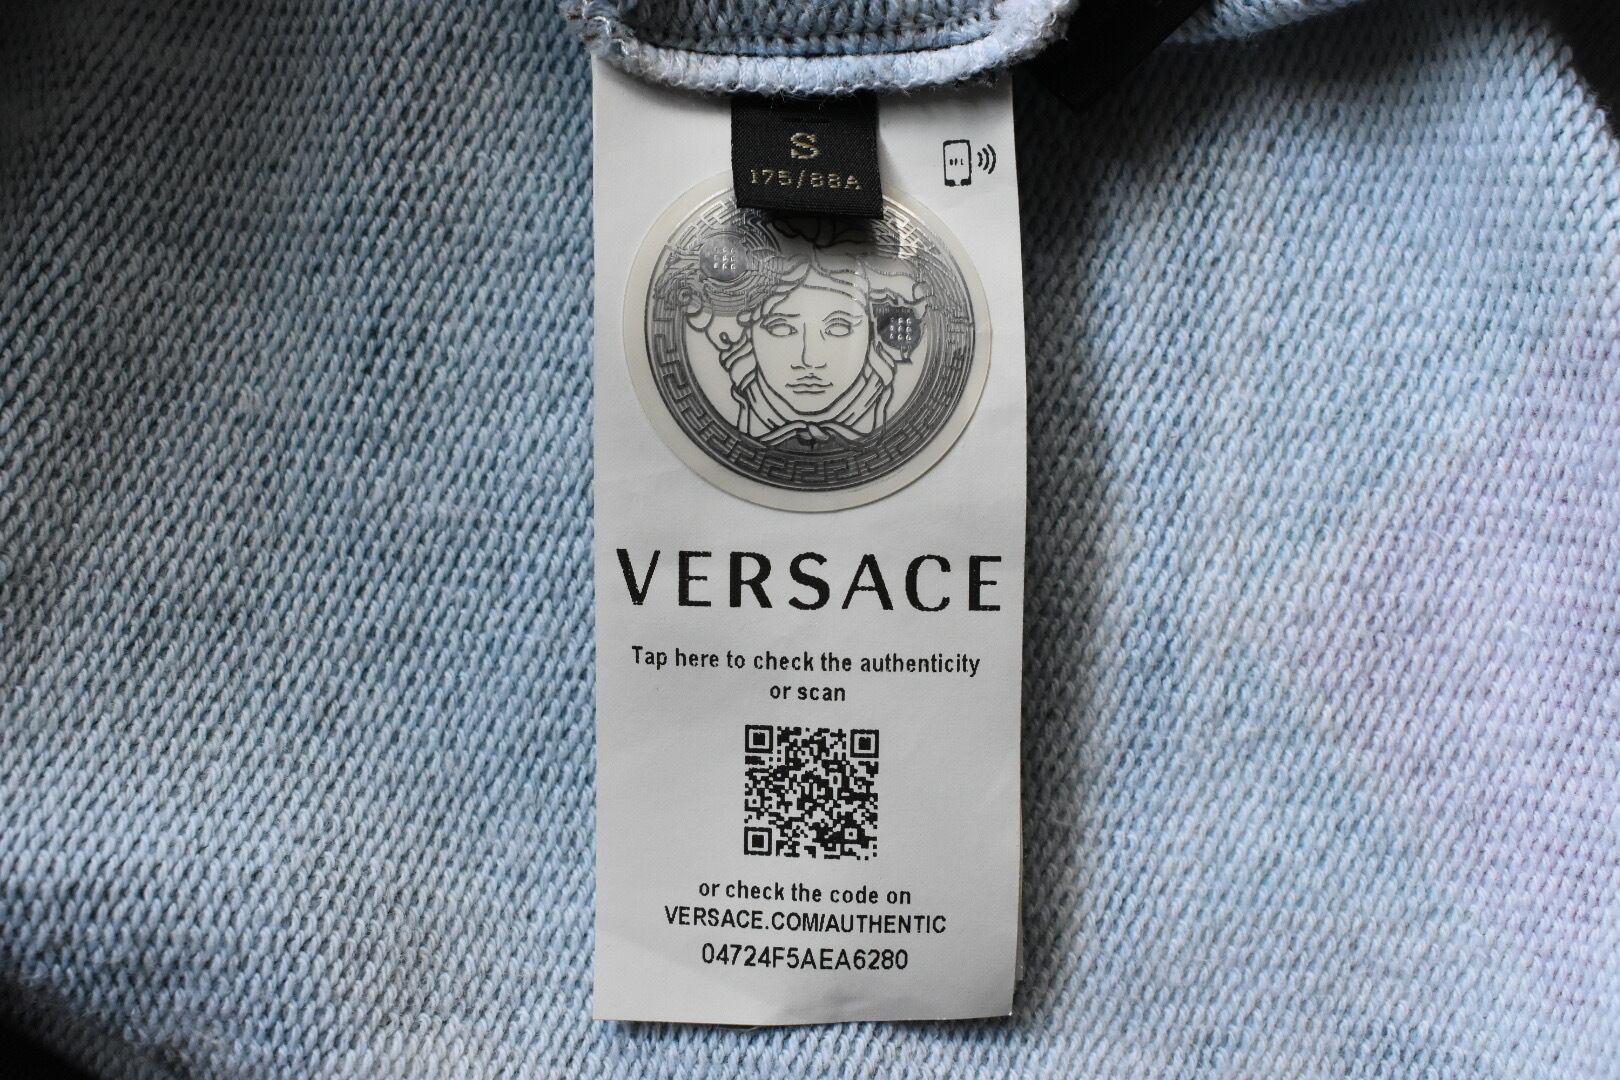 S
175/88A
VERSACE
Tap here to check the authenticity
or scan
or check the code on
VERSACE.COM/AUTHENTIC
04724F5AEA6280